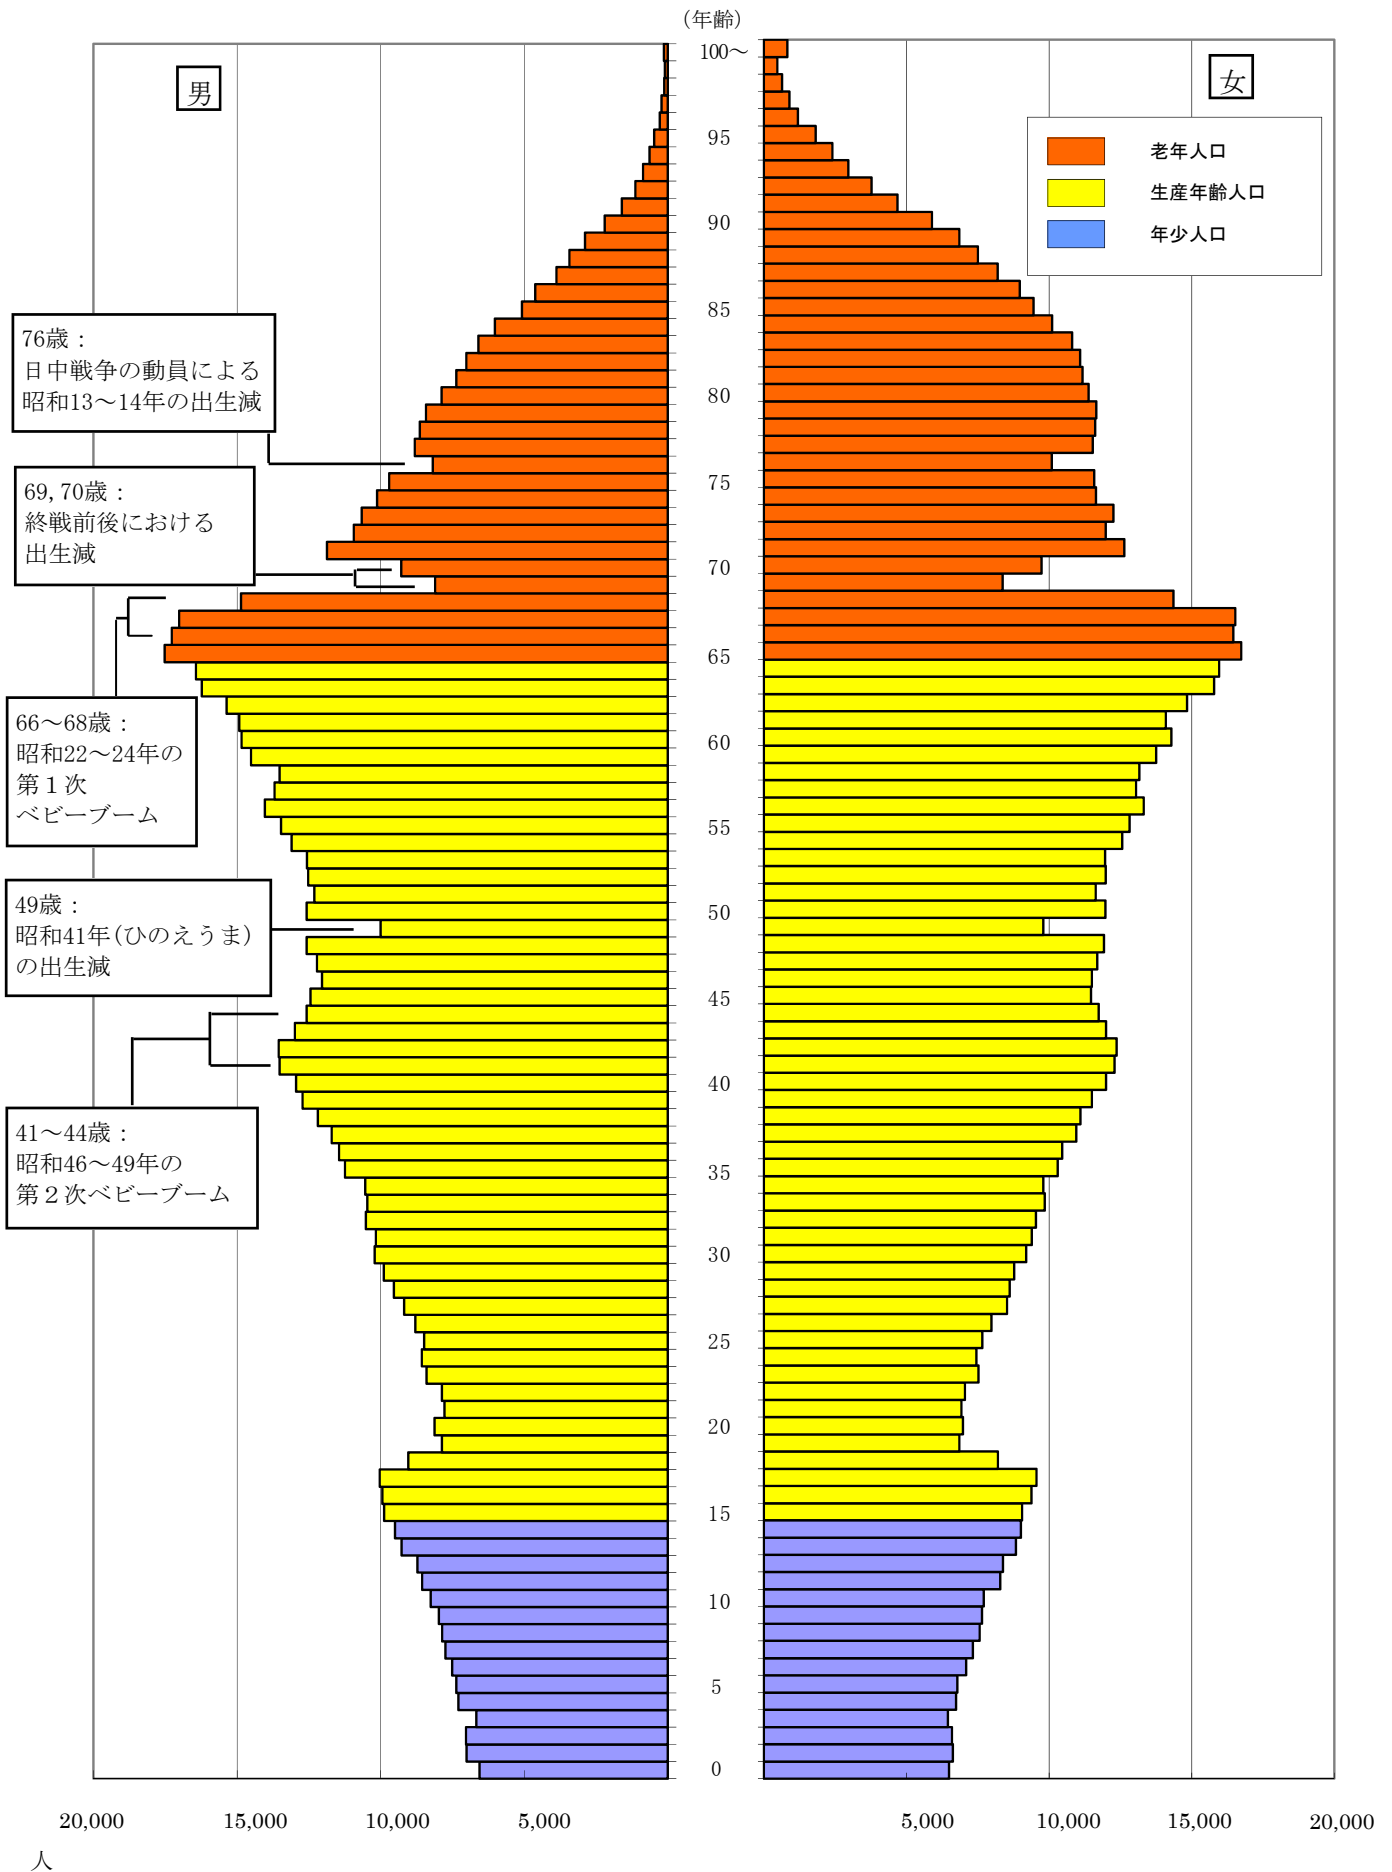 (年齢)
男
女
老年人口
生産年齢人口
年少人口
100～
95
90
85
80
75
70
65
60
55
50
45
40
35
30
25
20
15
10
5
0
76歳：
日中戦争の動員による
昭和13～14年の出生減
69,70歳：
終戦前後における
出生減
66～68歳：
昭和22～24年の
第１次
ベビーブーム
49歳：
昭和41年(ひのえうま)
の出生減
41～44歳：
昭和46～49年の
第２次ベビーブーム
20,000 15,000 10,000 5,000
5,000 10,000 15,000 20,000
人